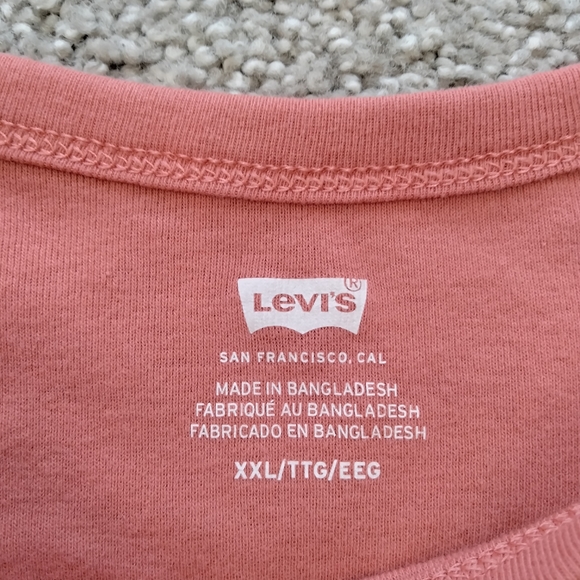 Levi's®
SAN FRANCISCO, CAL
MADE IN BANGLADESH
FABRIQUÉ AU BANGLADESH
FABRICADO EN BANGLADESH
XXL/TTG/EEG